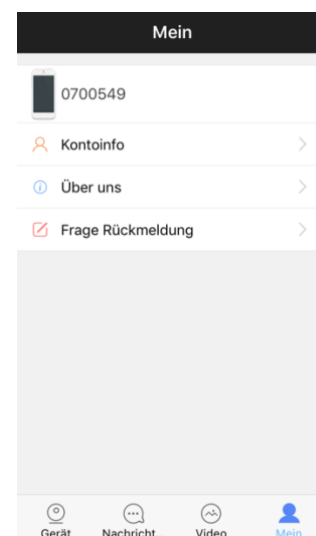 Mein
0700549
Kontoinfo
Über uns
Frage Rückmeldung
Gerät Nachricht... Video Mein